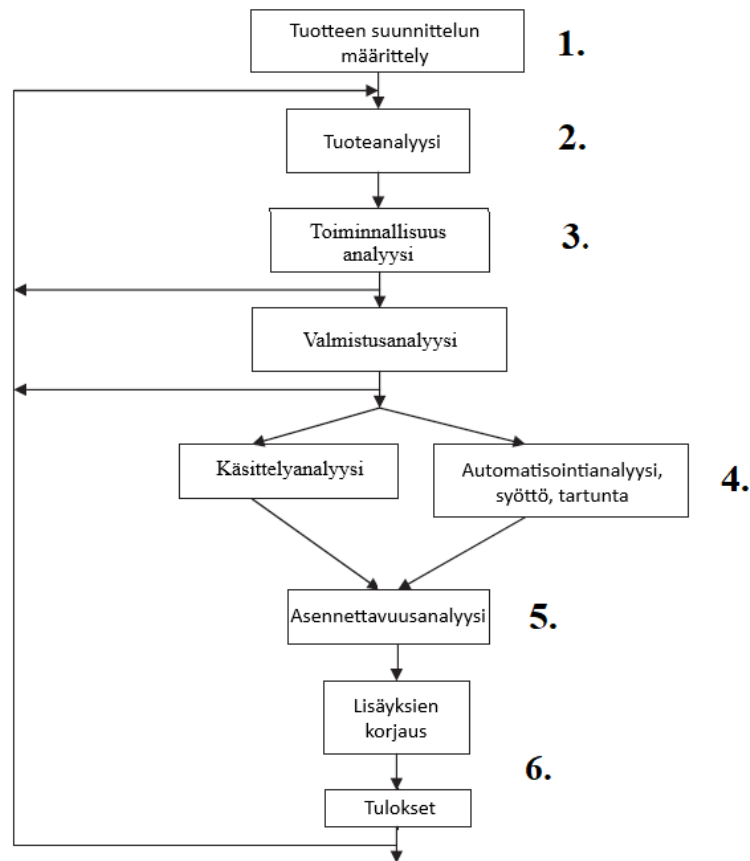 Tuotteen suunnittelun
määrittely
1.
Tuoteanalyysi
2.
Toiminnallisuus
analyysi
3.
Valmistusanalyysi
Käsittelyanalyysi
Automatisointianalyysi,
syöttö, tartunta
4.
Asennettavuusanalyysi
5.
Lisäyksien
korjaus
6.
Tulokset